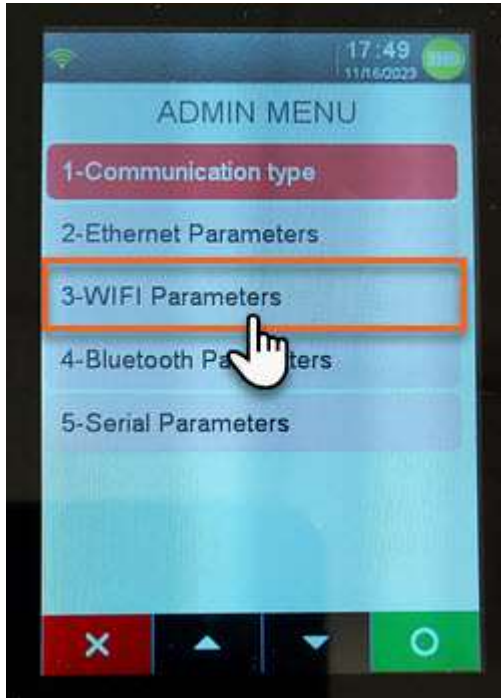 17:49
11/16/2023
ADMIN MENU
1-Communication type
2-Ethernet Parameters
3-WIFI Parameters
4-Bluetooth Pa ters
5-Serial Parameters